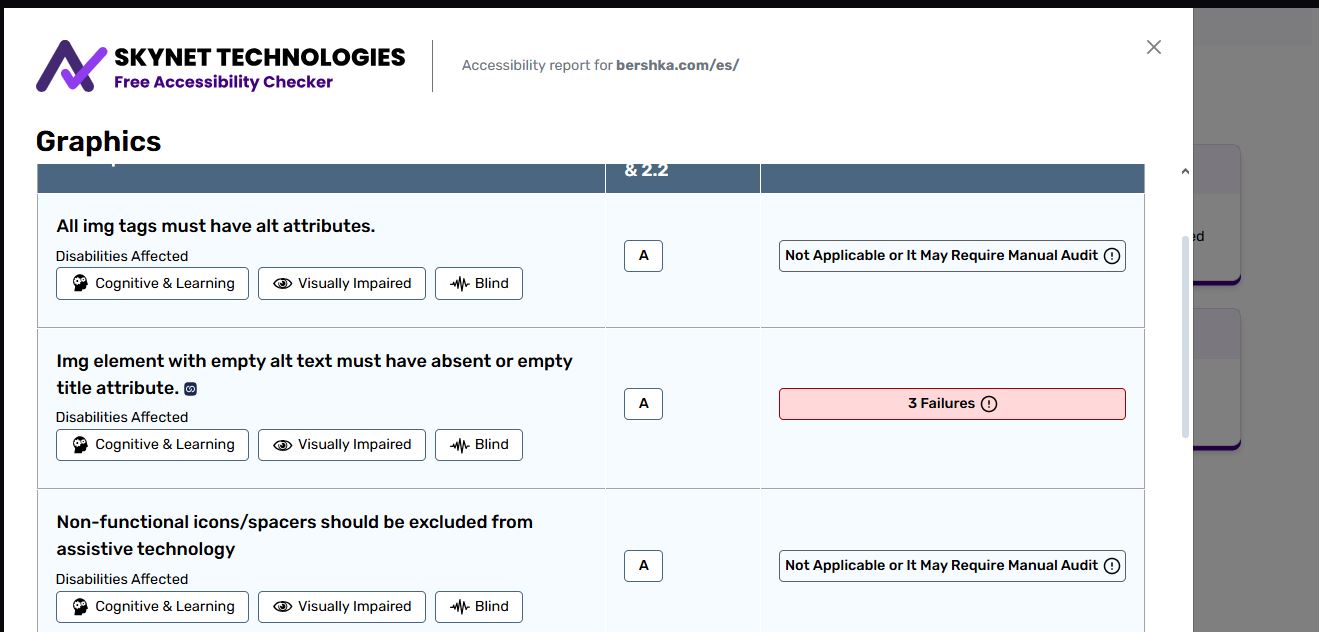 SKYNET TECHNOLOGIES
Free Accessibility Checker
Accessibility report for bershka.com/es/
Graphics
& 2.2
All img tags must have alt attributes.
Disabilities Affected
Cognitive & Learning
Visually Impaired
Blind
A
Not Applicable or It May Require Manual Audit
Img element with empty alt text must have absent or empty
title attribute.
Disabilities Affected
Cognitive & Learning
Visually Impaired
Blind
A
3 Failures
Non-functional icons/spacers should be excluded from
assistive technology
Disabilities Affected
Cognitive & Learning
Visually Impaired
Blind
A
Not Applicable or It May Require Manual Audit